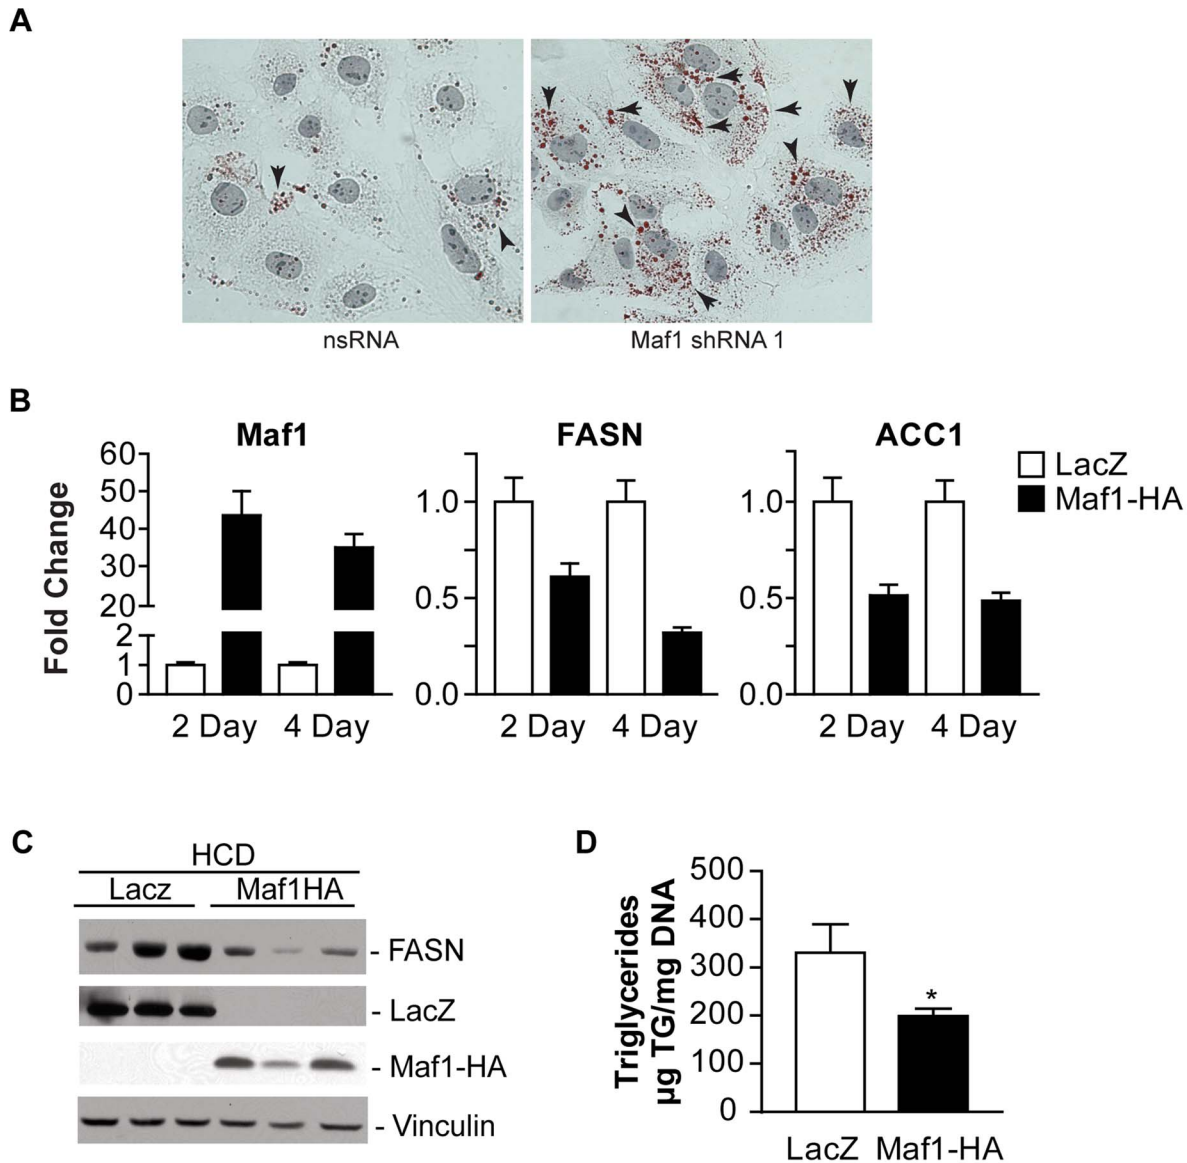 A
nsRNA
Maf1 shRNA 1
B
Maf1
FASN
ACC1
LacZ
Maf1-HA
Fold Change
60
50
40
30
20
2
1
0
2 Day 4 Day
1.0
0.5
0.0
2 Day 4 Day
1.0
0.5
0.0
2 Day 4 Day
C
HCD
Lacz Maf1HA
- FASN
- LacZ
- Maf1-HA
- Vinculin
D
Triglycerides
µg TG/mg DNA
500
400
300
200
100
0
*
LacZ Maf1-HA